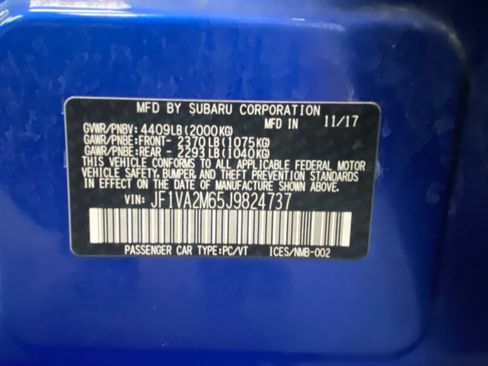 MFD BY SUBARU CORPORATION
MFD IN 11/17
GVWR/PNBV: 4409LB(2000KG)
GAWR/PNBE:FRONT- 2370LB(1075KG)
GAWR/PNBE:REAR - 2293LB(1040KG)
THIS VEHICLE CONFORMS TO ALL APPLICABLE FEDERAL MOTOR
VEHICLE SAFETY, BUMPER, AND THEFT PREVENTION STANDARDS
IN EFFECT ON THE DATE OF MANUFACTURE SHOWN ABOVE.
VIN: JF1VA2M65J9824737
PASSENGER CAR TYPE:PC/VT ICES/NMB-002